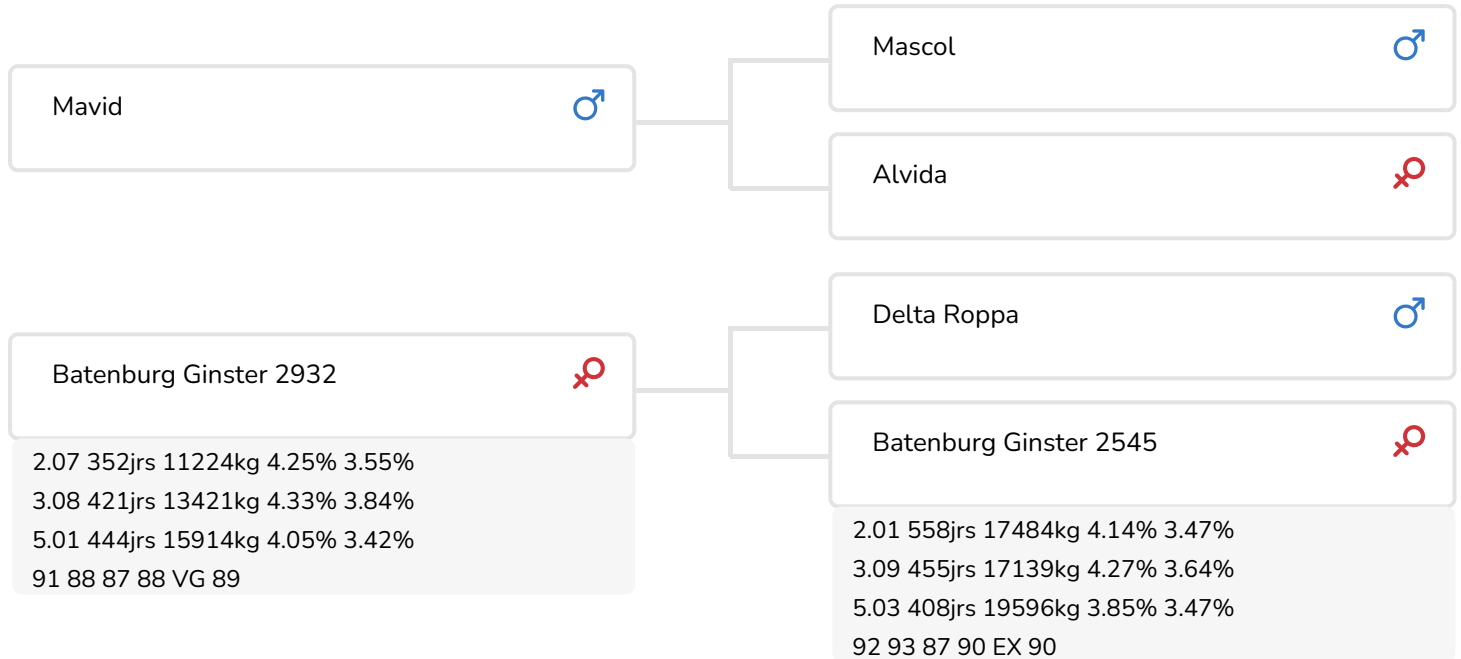 Mavid
Mascol
Alvida
Batenburg Ginster 2932
2.07 352jrs 11224kg 4.25% 3.55%
3.08 421jrs 13421kg 4.33% 3.84%
5.01 444jrs 15914kg 4.05% 3.42%
91 88 87 88 VG 89
Delta Roppa
Batenburg Ginster 2545
2.01 558jrs 17484kg 4.14% 3.47%
3.09 455jrs 17139kg 4.27% 3.64%
5.03 408jrs 19596kg 3.85% 3.47%
92 93 87 90 EX 90